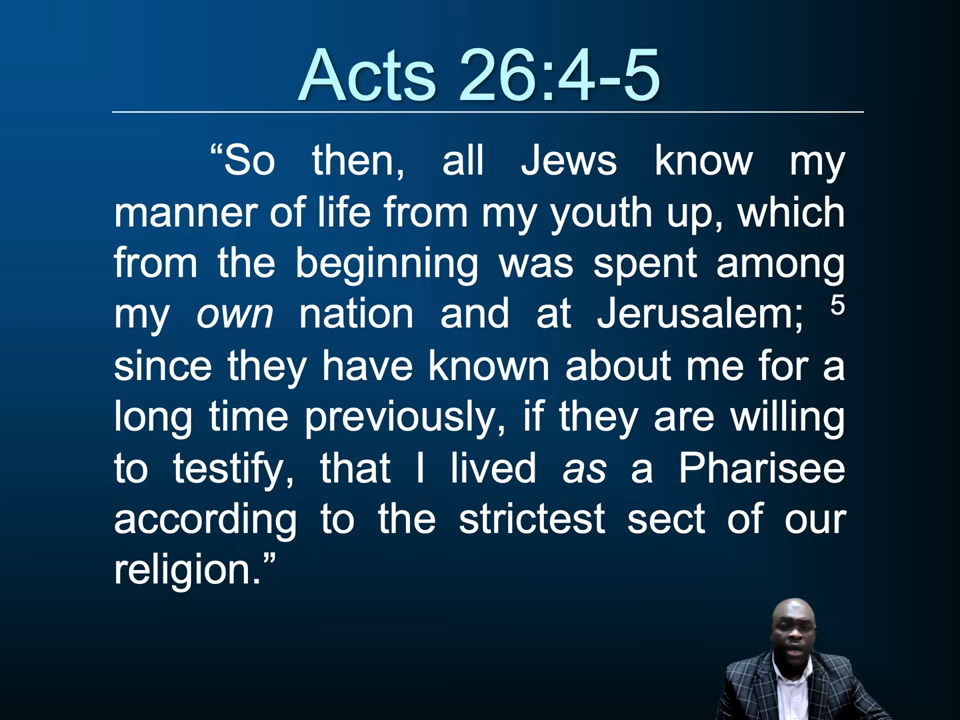 Acts 26:4-5
“So then, all Jews know my
manner of life from my youth up, which
from the beginning was spent among
my own nation and at Jerusalem; 5
since they have known about me for a
long time previously, if they are willing
to testify, that I lived as a Pharisee
according to the strictest sect of our
religion.”